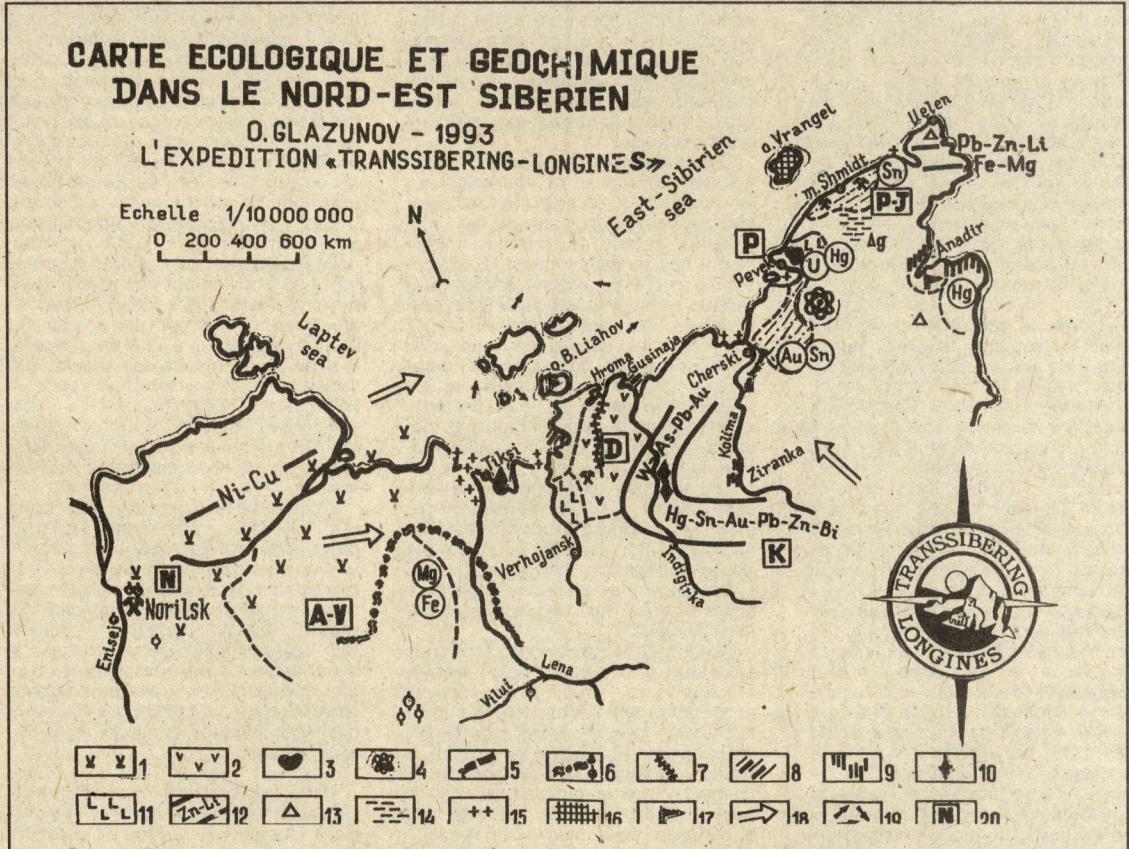 CARTE ECOLOGIQUE ET GEOCHIMIQUE
DANS LE NORD-EST SIBERIEN
O.GLAZUNOV - 1993
L'EXPEDITION «TRANSSIBERING-LONGINES»
Echelle 1/10 000 000
0 200 400 600 km
N
Laptev
sea
East-Sibirien
sea
o. Vrangel
m. Shmidt
Uelen
Pb-Zn-Li
Fe-Mg
Sn
P-J
Ag
P
Pevek
U
Hg
Anadir
Hg
Au
Sn
o.B.Liahov
Hroma
Gusinaja
Cherski
Kolima
Ziranka
D
W-As-Pb-Au
Hg-Sn-Au-Pb-Zn-Bi
K
Indigirka
Verhojansk
Tiksi
Ni-Cu
N
Norilsk
Enisej
A-V
Mg
Fe
Lena
Vilui
TRANSSIBERING
LONGINES
1 2 3 4 5 6 7 8 9 10
11 Zn-Li 12 13 14 15 16 17 18 19 N 20